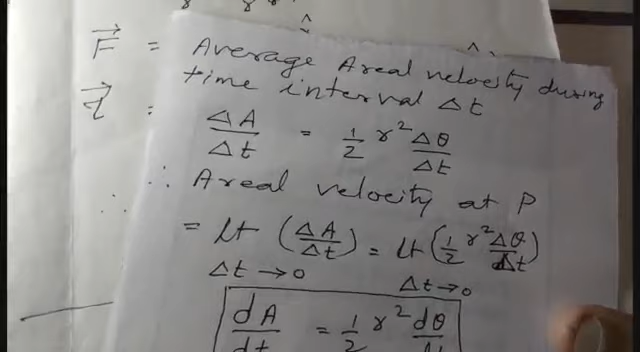 F⃗ =
Average Areal velocity during
time interval Δt
ΔA/Δt = 1/2 r² Δθ/Δt
∴ Areal velocity at P
= Lt (ΔA/Δt) = Lt (1/2 r² Δθ/Δt)
Δt → 0 Δt → 0
dA/dt = 1/2 r² dθ/dt